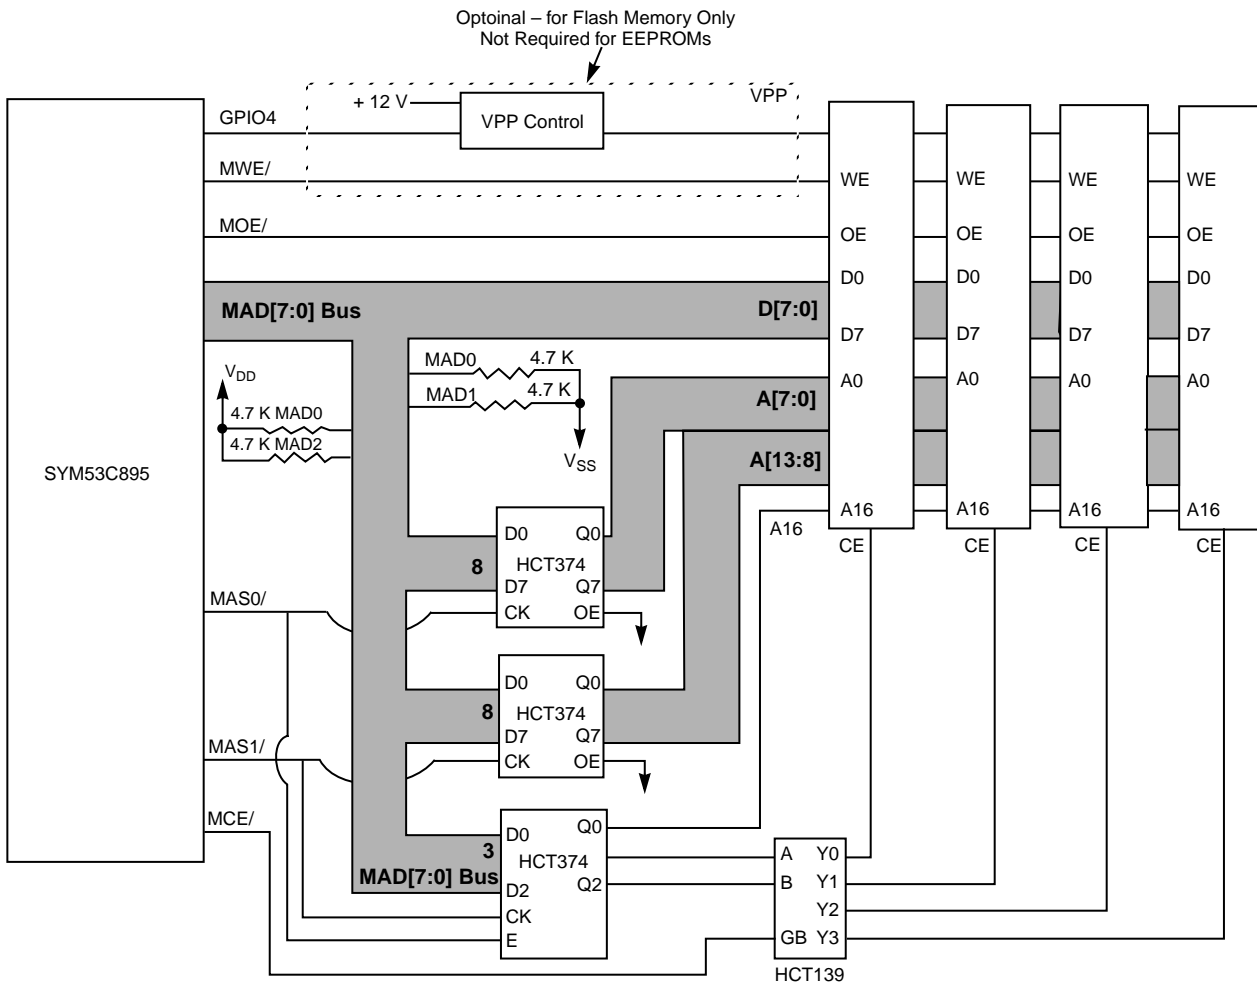 Optoinal – for Flash Memory Only
Not Required for EEPROMs
+ 12 V
VPP Control
VPP
GPIO4
MWE/
MOE/
WE
WE
WE
WE
OE
OE
OE
OE
D0
D0
D0
D0
MAD[7:0] Bus
D[7:0]
D7
D7
D7
D7
MAD0
4.7 K
MAD1
4.7 K
VSS
VDD
4.7 K MAD0
4.7 K MAD2
A0
A0
A0
A0
A[7:0]
A[13:8]
SYM53C895
A16
A16
A16
A16
A16
CE
CE
CE
CE
D0
Q0
8
HCT374
D7
Q7
CK
OE
MAS0/
D0
Q0
8
HCT374
D7
Q7
CK
OE
MAS1/
MCE/
D0
Q0
3
HCT374
MAD[7:0] Bus
D2
Q2
CK
E
A
Y0
B
Y1
Y2
GB
Y3
HCT139